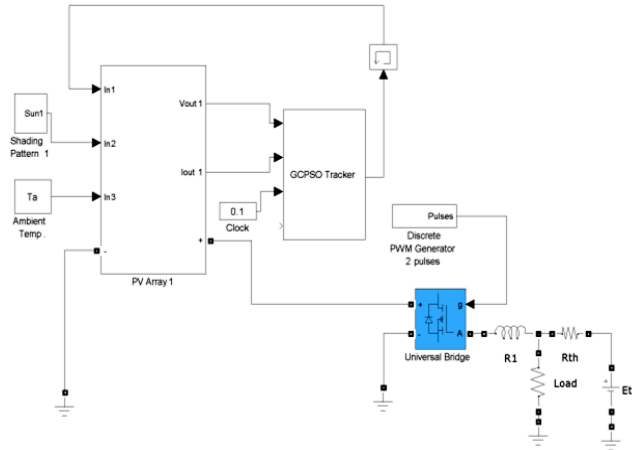 In1
Vout 1
Sun1
Shading
Pattern 1
In2
GCPSO Tracker
Iout 1
Ta
In3
0.1
Clock
Ambient
Temp .
Pulses
Discrete
PWM Generator
2 pulses
-
+
PV Array 1
+
g
-
A
Universal Bridge
R1
Rth
Load
+
Et